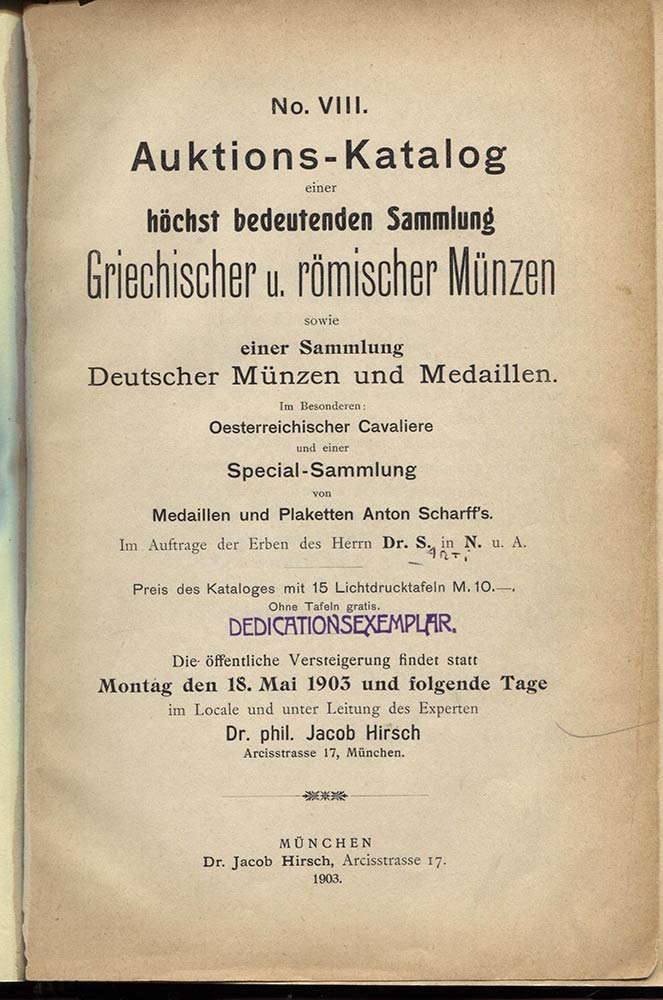 No. VIII.
Auktions-Katalog
einer
höchst bedeutenden Sammlung
Griechischer u. römischer Münzen
sowie
einer Sammlung
Deutscher Münzen und Medaillen.
Im Besonderen:
Oesterreichischer Cavaliere
und einer
Special-Sammlung
von
Medaillen und Plaketten Anton Scharff's.
Im Auftrage der Erben des Herrn Dr. S. in N. u. A.
Preis des Kataloges mit 15 Lichtdrucktafeln M. 10.—.
Ohne Tafeln gratis.
DEDICATIONSEXEMPLAR.
Die öffentliche Versteigerung findet statt
Montag den 18. Mai 1903 und folgende Tage
im Locale und unter Leitung des Experten
Dr. phil. Jacob Hirsch
Arcisstrasse 17, München.
MÜNCHEN
Dr. Jacob Hirsch, Arcisstrasse 17.
1903.